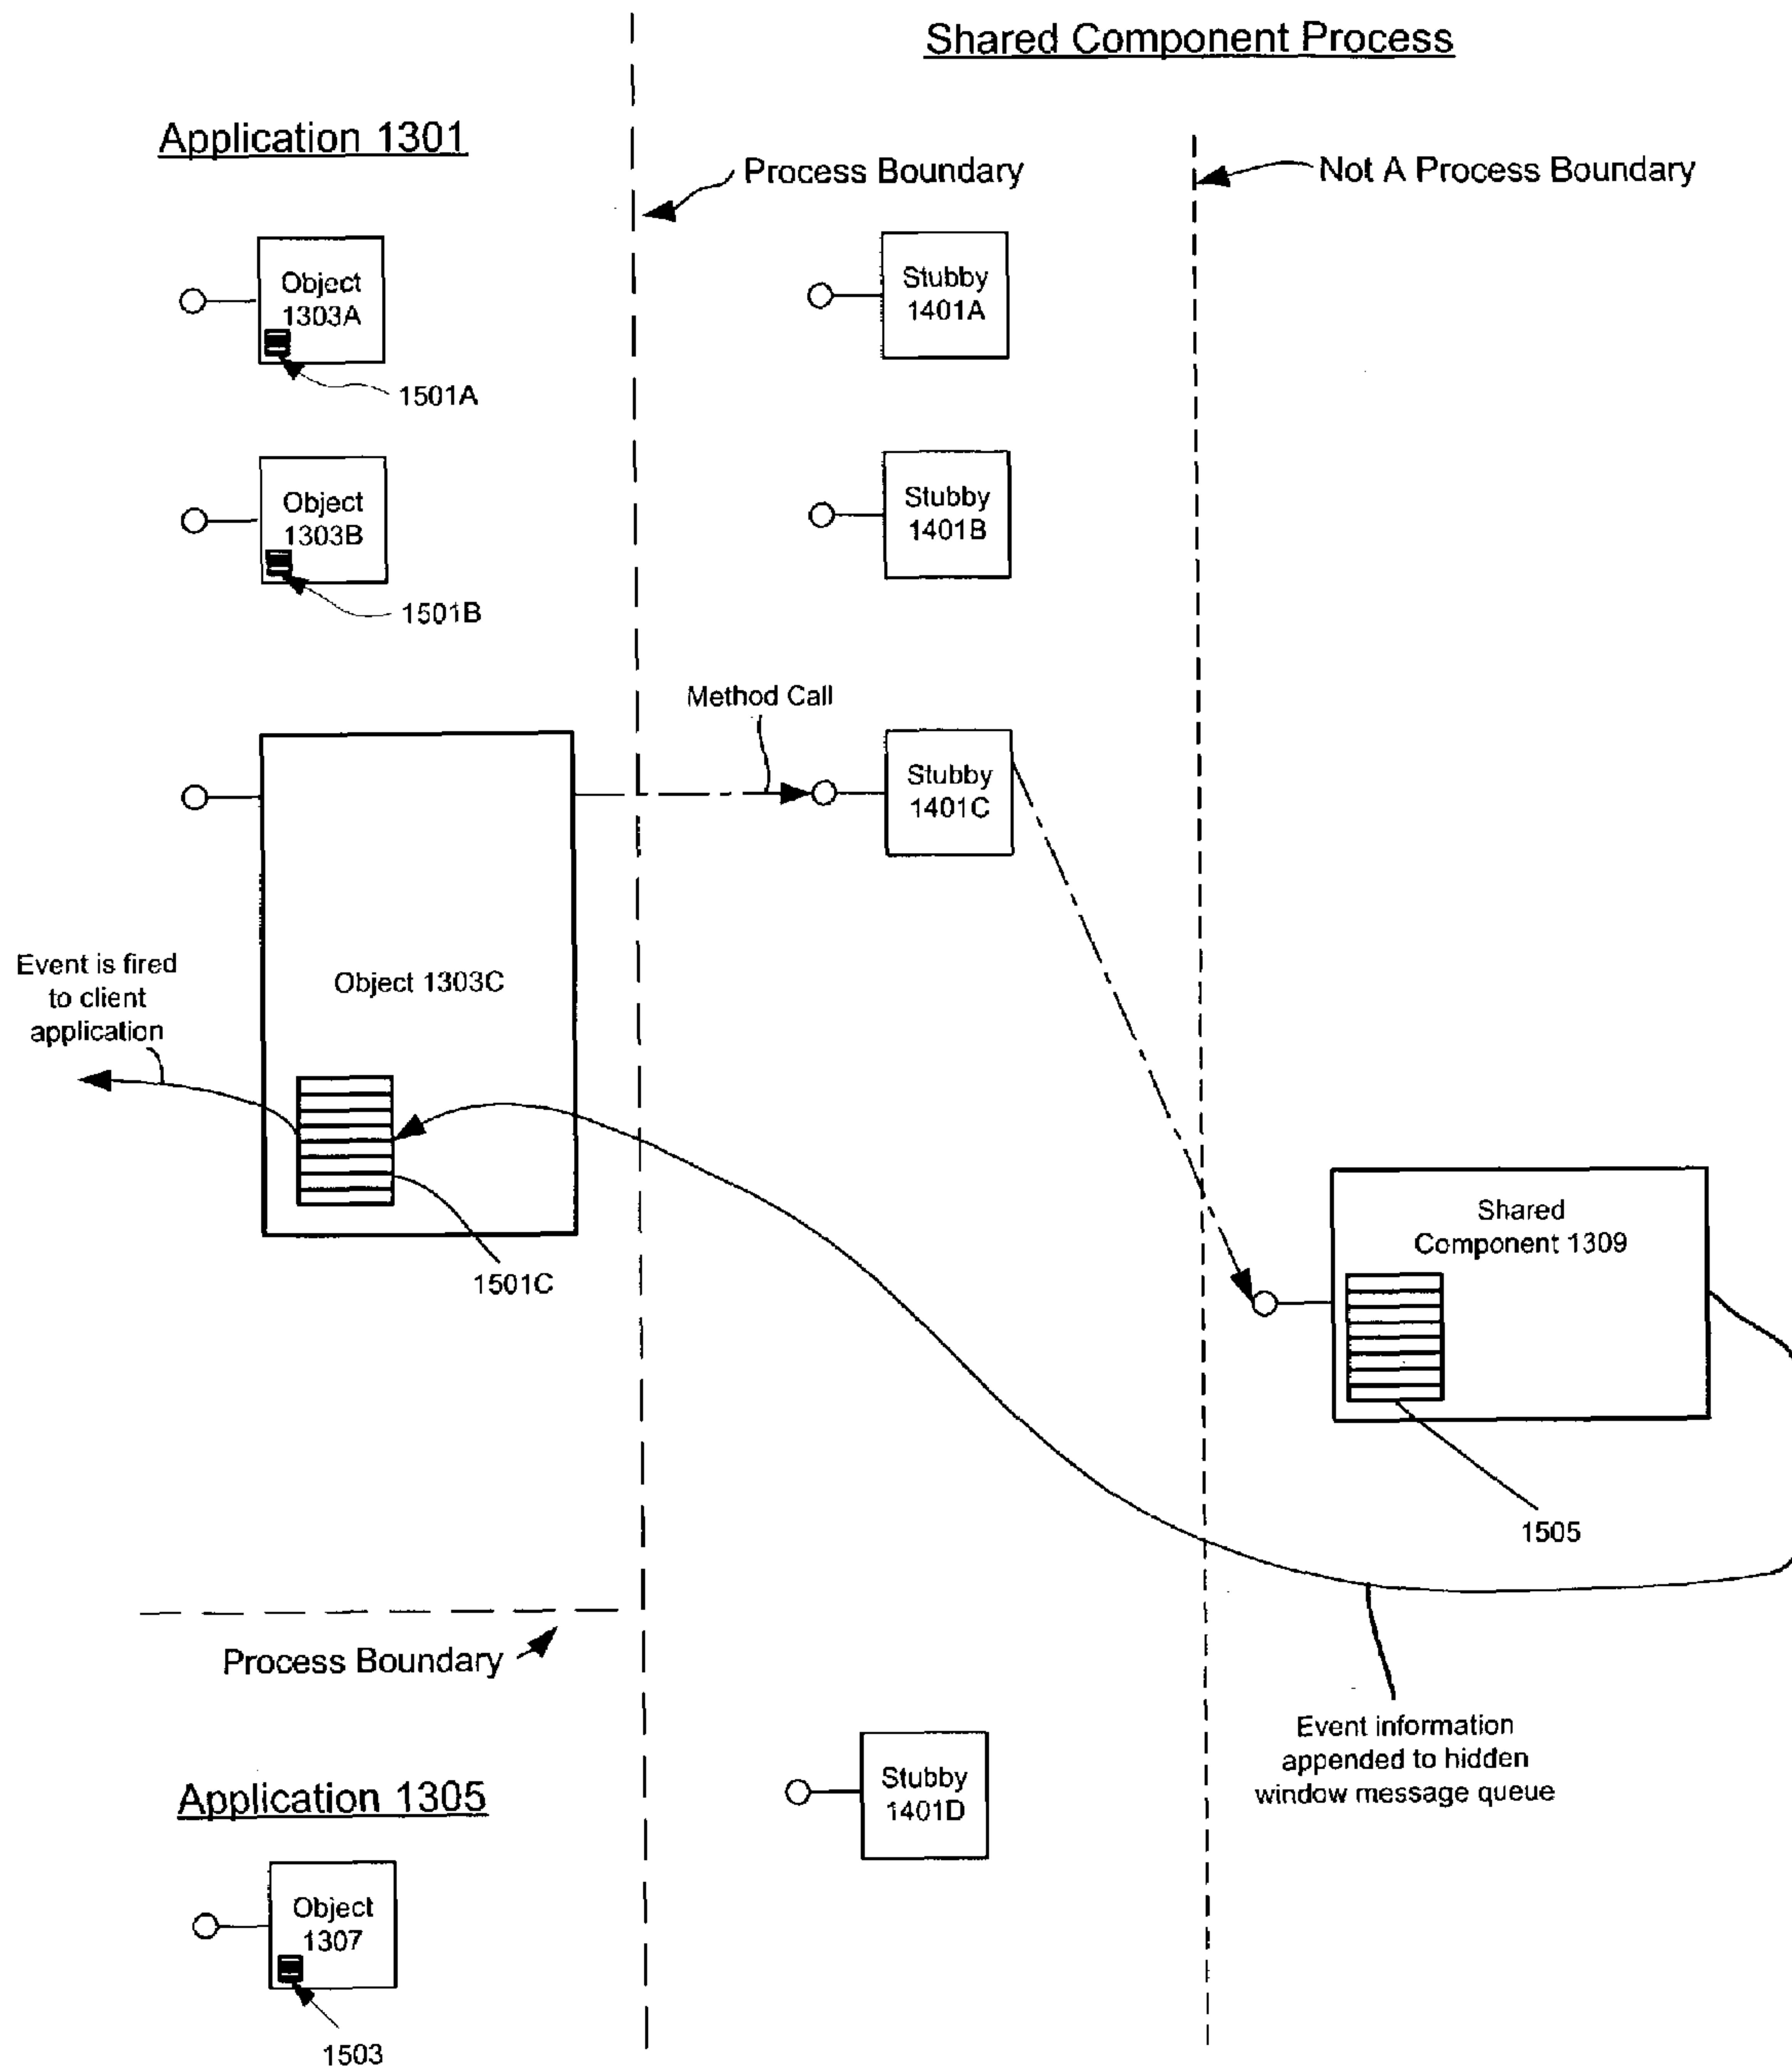 Shared Component Process
Application 1301
Process Boundary
Not A Process Boundary
Object
1303A
1501A
Stubby
1401A
Object
1303B
1501B
Stubby
1401B
Method Call
Stubby
1401C
Event is fired
to client
application
Object 1303C
1501C
Shared
Component 1309
1505
Process Boundary
Event information
appended to hidden
window message queue
Application 1305
Stubby
1401D
Object
1307
1503